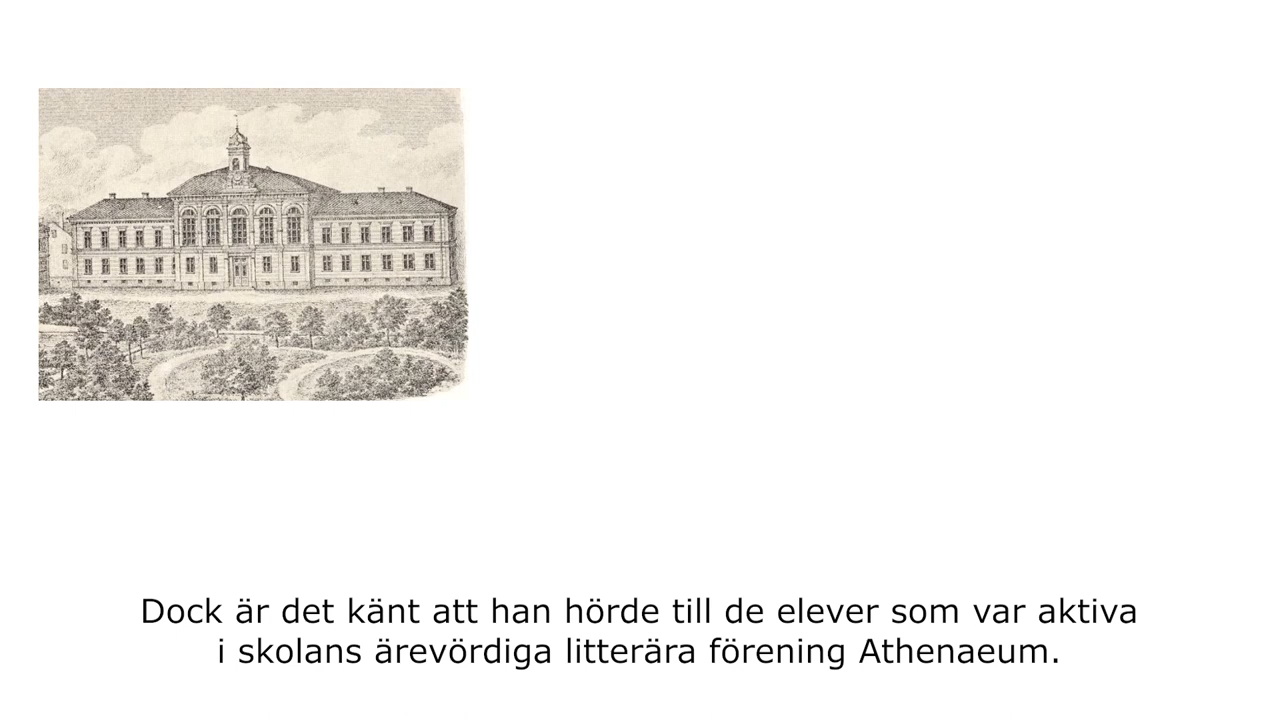 Dock är det känt att han hörde till de elever som var aktiva
i skolans ärevördiga litterära förening Athenaeum.